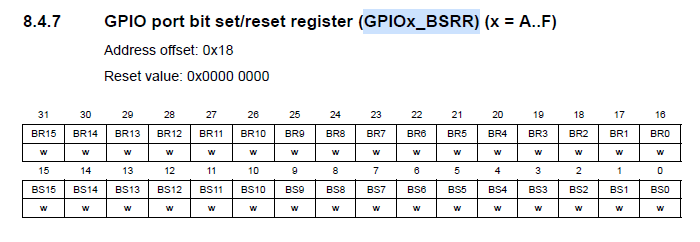 8.4.7 GPIO port bit set/reset register (GPIOx_BSRR) (x = A..F)
Address offset: 0x18
Reset value: 0x0000 0000
31 30 29 28 27 26 25 24 23 22 21 20 19 18 17 16
BR15 BR14 BR13 BR12 BR11 BR10 BR9 BR8 BR7 BR6 BR5 BR4 BR3 BR2 BR1 BR0
w w w w w w w w w w w w w w w w
15 14 13 12 11 10 9 8 7 6 5 4 3 2 1 0
BS15 BS14 BS13 BS12 BS11 BS10 BS9 BS8 BS7 BS6 BS5 BS4 BS3 BS2 BS1 BS0
w w w w w w w w w w w w w w w w